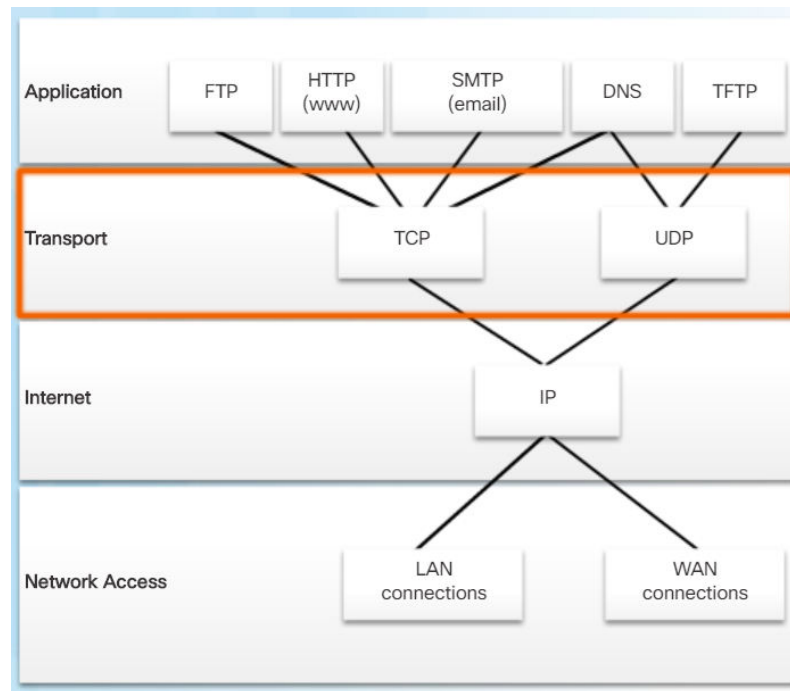 Application
FTP
HTTP
(www)
SMTP
(email)
DNS
TFTP
Transport
TCP
UDP
Internet
IP
Network Access
LAN
connections
WAN
connections